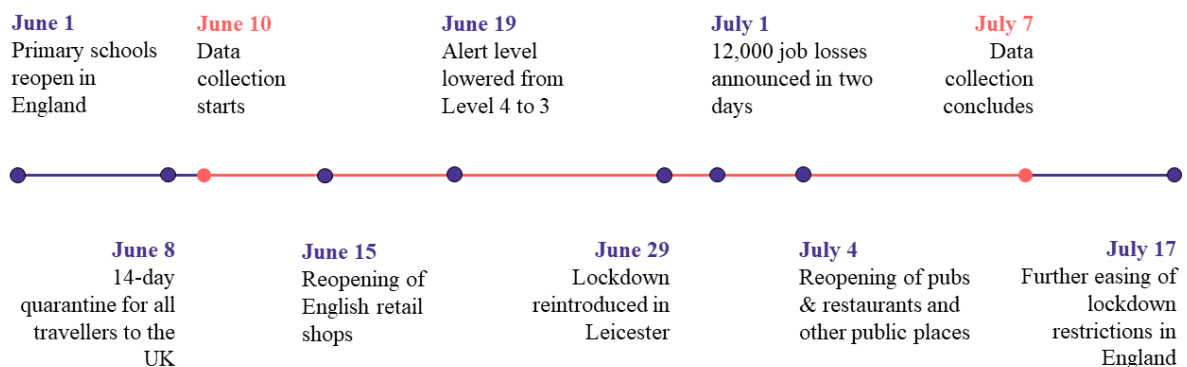 June 1
Primary schools
reopen in
England
June 10
Data
collection
starts
June 19
Alert level
lowered from
Level 4 to 3
July 1
12,000 job losses
announced in two
days
July 7
Data
collection
concludes
June 8
14-day
quarantine for all
travellers to the
UK
June 15
Reopening of
English retail
shops
June 29
Lockdown
reintroduced in
Leicester
July 4
Reopening of pubs
& restaurants and
other public places
July 17
Further easing of
lockdown
restrictions in
England